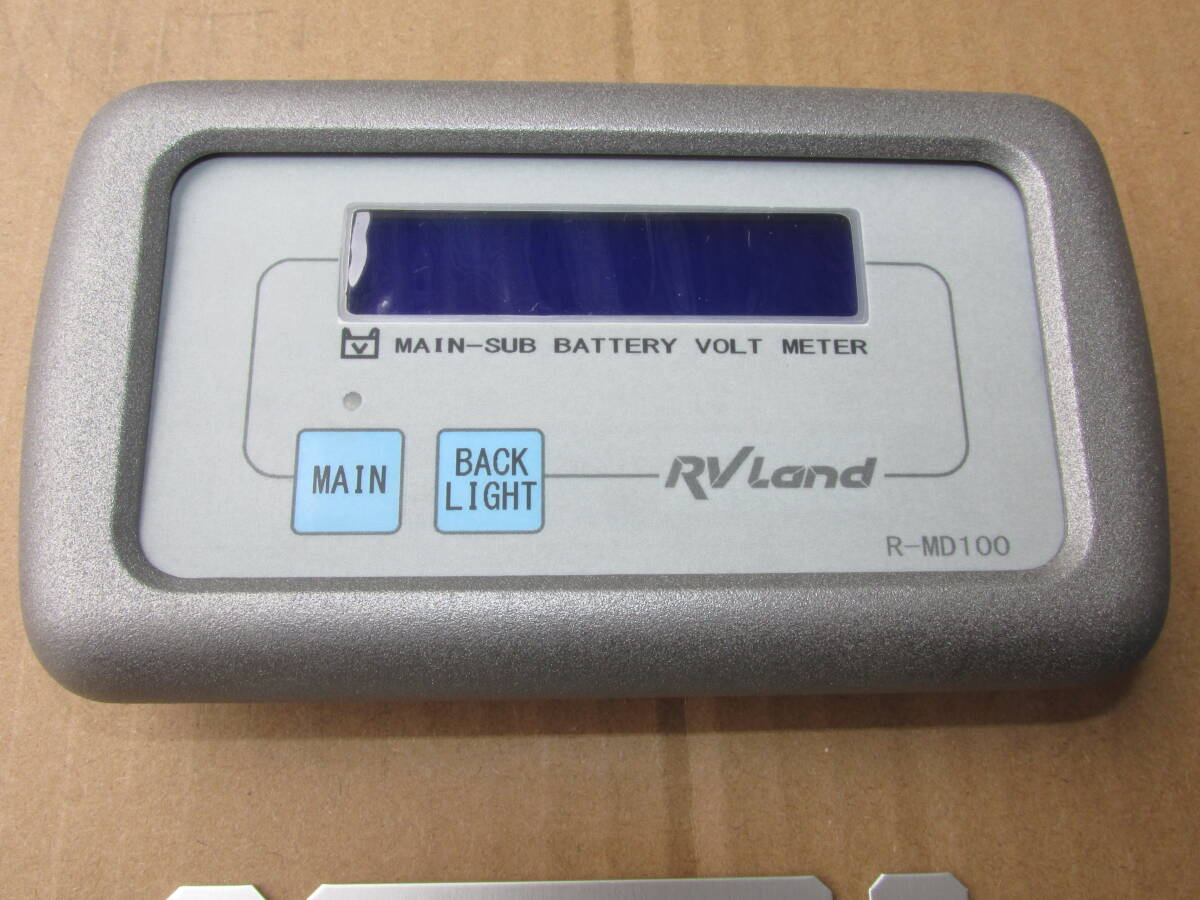 MAIN-SUB BATTERY VOLT METER
MAIN
BACK
LIGHT
RVLand
R-MD100